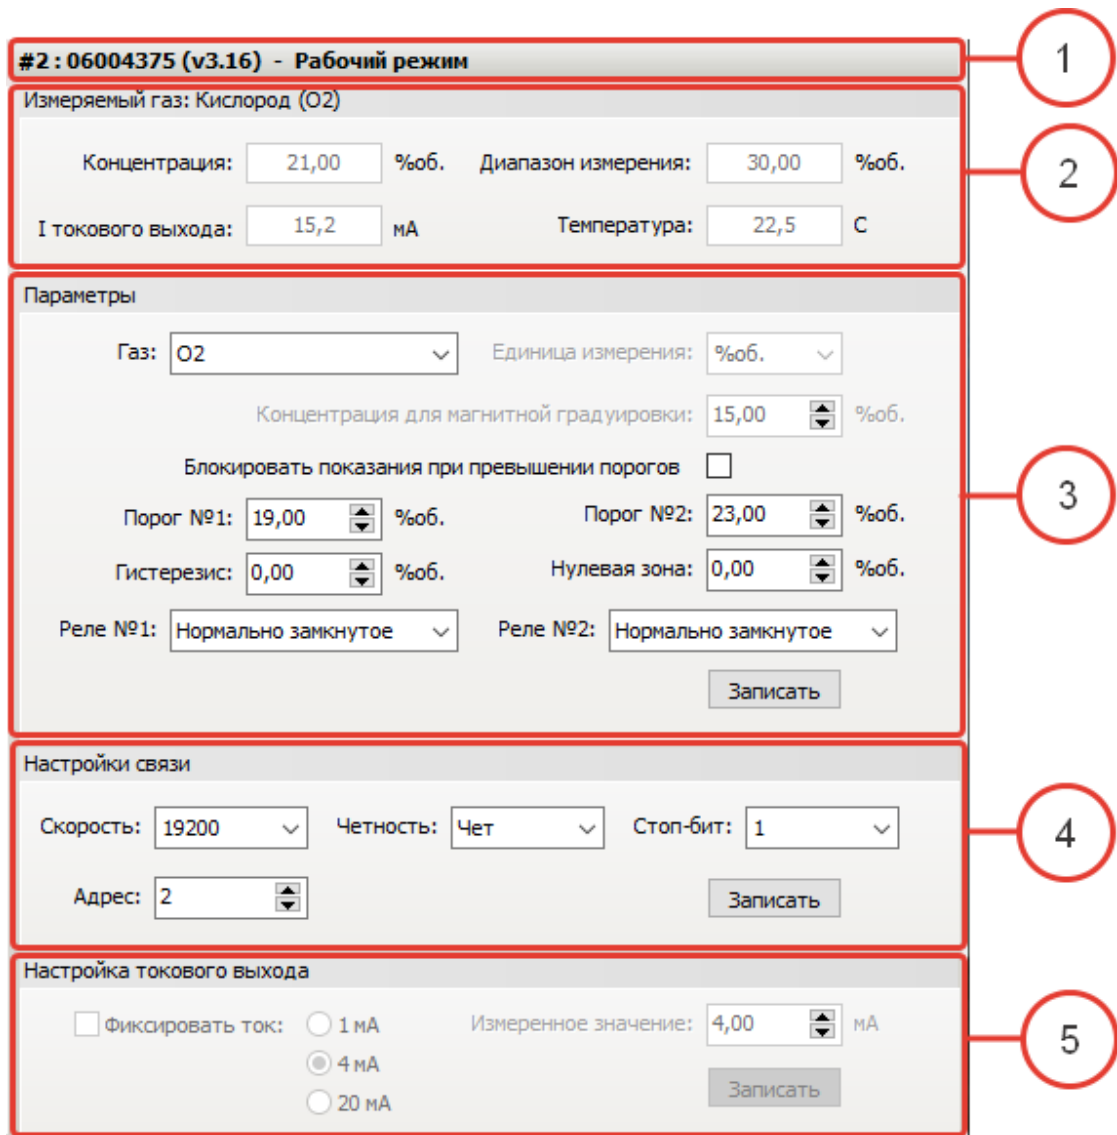 #2 : 06004375 (v3.16) - Рабочий режим
1
Измеряемый газ: Кислород (O2)
Концентрация: 21,00 %об. Диапазон измерения: 30,00 %об.
2
I токового выхода: 15,2 мА Температура: 22,5 C
Параметры
Газ: O2 Единица измерения: %об.
Концентрация для магнитной градуировки: 15,00 %об.
Блокировать показания при превышении порогов
3
Порог №1: 19,00 %об. Порог №2: 23,00 %об.
Гистерезис: 0,00 %об. Нулевая зона: 0,00 %об.
Реле №1: Нормально замкнутое Реле №2: Нормально замкнутое
Записать
Настройки связи
Скорость: 19200 Четность: Чет Стоп-бит: 1
4
Адрес: 2 Записать
Настройка токового выхода
Фиксировать ток: 1 мА Измеренное значение: 4,00 мА
5
4 мА
Записать
20 мА